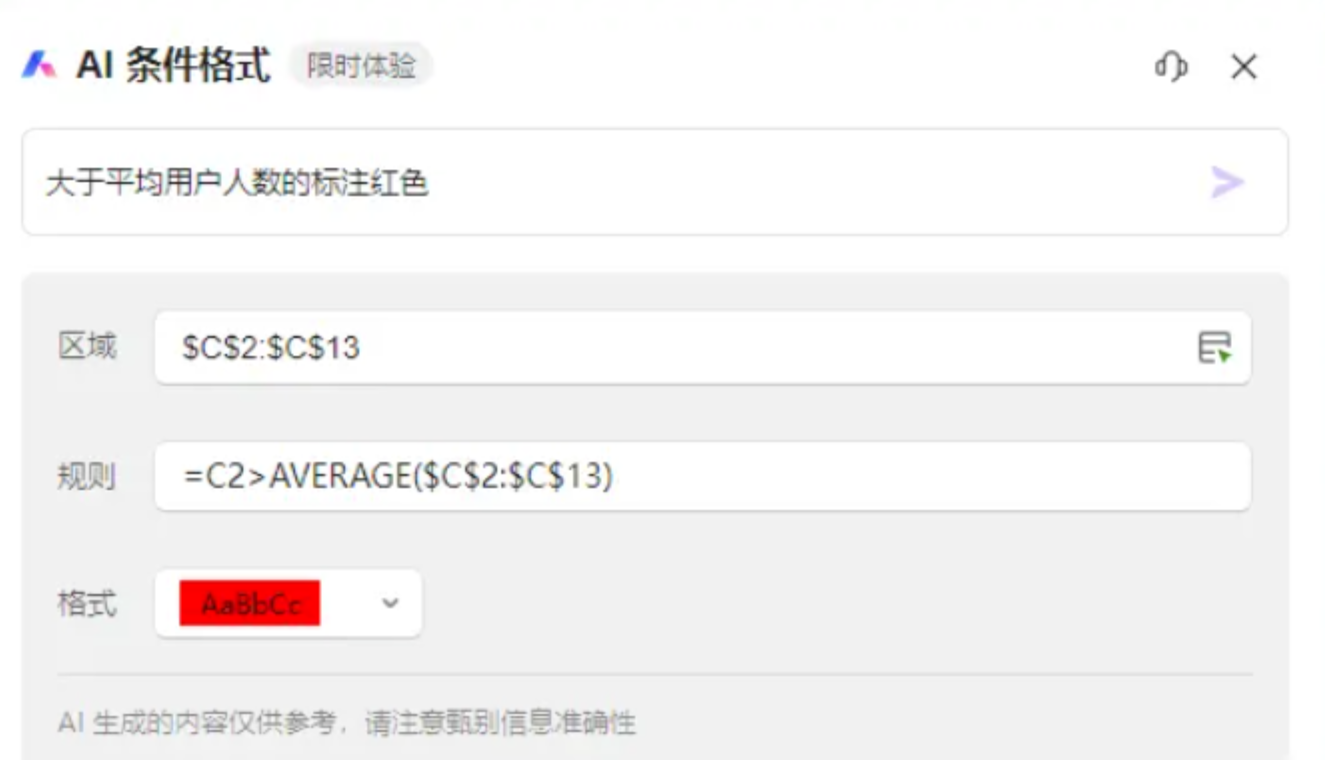 AI 条件格式 限时体验
大于平均用户人数的标注红色
区域 $C$2:$C$13
规则 =C2>AVERAGE($C$2:$C$13)
格式 AaBbCc
AI 生成的内容仅供参考，请注意甄别信息准确性